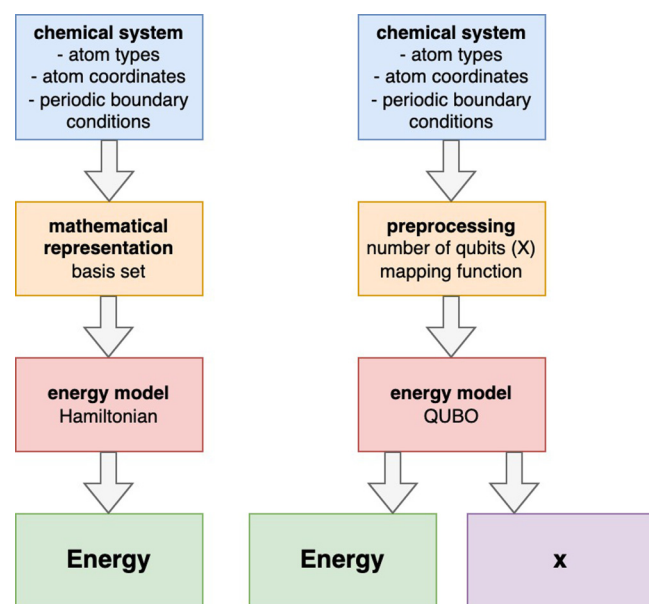 chemical system
- atom types
- atom coordinates
- periodic boundary
conditions
mathematical
representation
basis set
energy model
Hamiltonian
Energy
chemical system
- atom types
- atom coordinates
- periodic boundary
conditions
preprocessing
number of qubits (X)
mapping function
energy model
QUBO
Energy
x